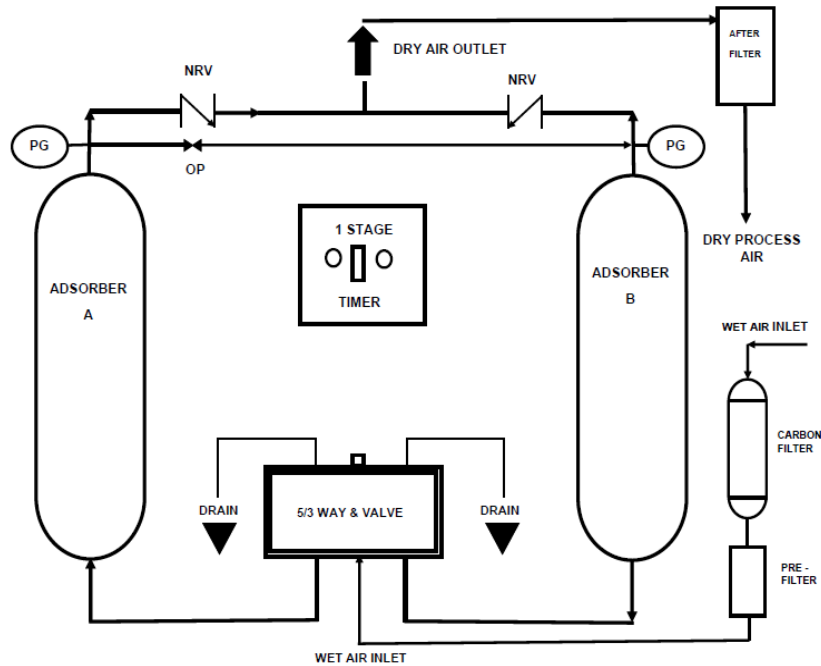 DRY AIR OUTLET
AFTER
FILTER
NRV
NRV
PG
OP
PG
1 STAGE
TIMER
DRY PROCESS
AIR
ADSORBER
A
ADSORBER
B
WET AIR INLET
CARBON
FILTER
DRAIN
5/3 WAY & VALVE
DRAIN
PRE -
FILTER
WET AIR INLET